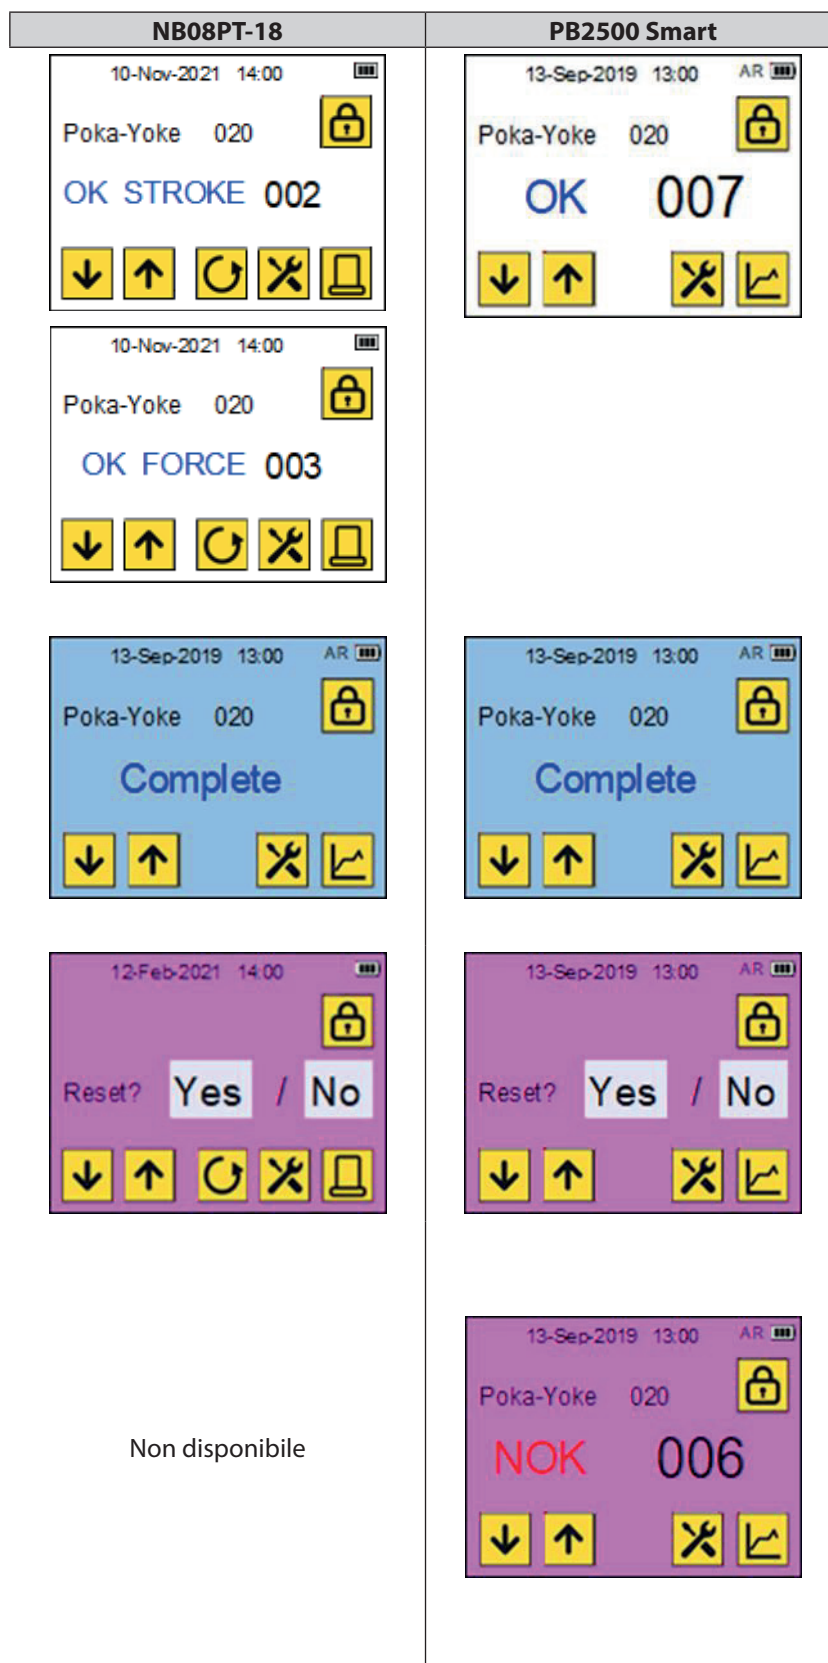 NB08PT-18
PB2500 Smart
10-Nov-2021 14:00
Poka-Yoke 020
OK STROKE 002
13-Sep-2019 13:00 AR
Poka-Yoke 020
OK 007
10-Nov-2021 14:00
Poka-Yoke 020
OK FORCE 003
13-Sep-2019 13:00 AR
Poka-Yoke 020
Complete
13-Sep-2019 13:00 AR
Poka-Yoke 020
Complete
12-Feb-2021 14:00
Reset? Yes / No
13-Sep-2019 13:00 AR
Reset? Yes / No
Non disponibile
13-Sep-2019 13:00 AR
Poka-Yoke 020
NOK 006